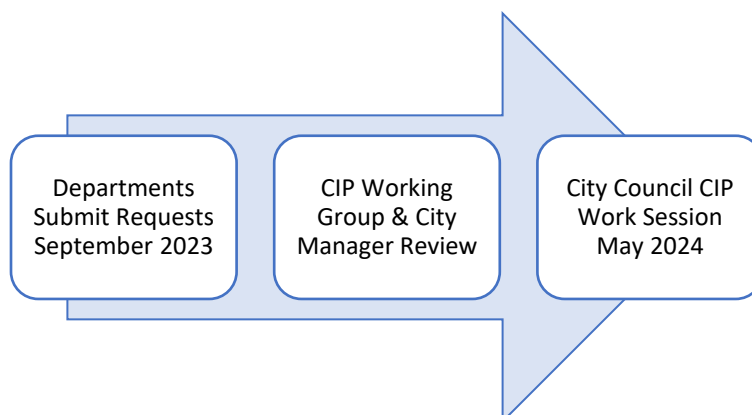 Departments
Submit Requests
September 2023
CIP Working
Group & City
Manager Review
City Council CIP
Work Session
May 2024